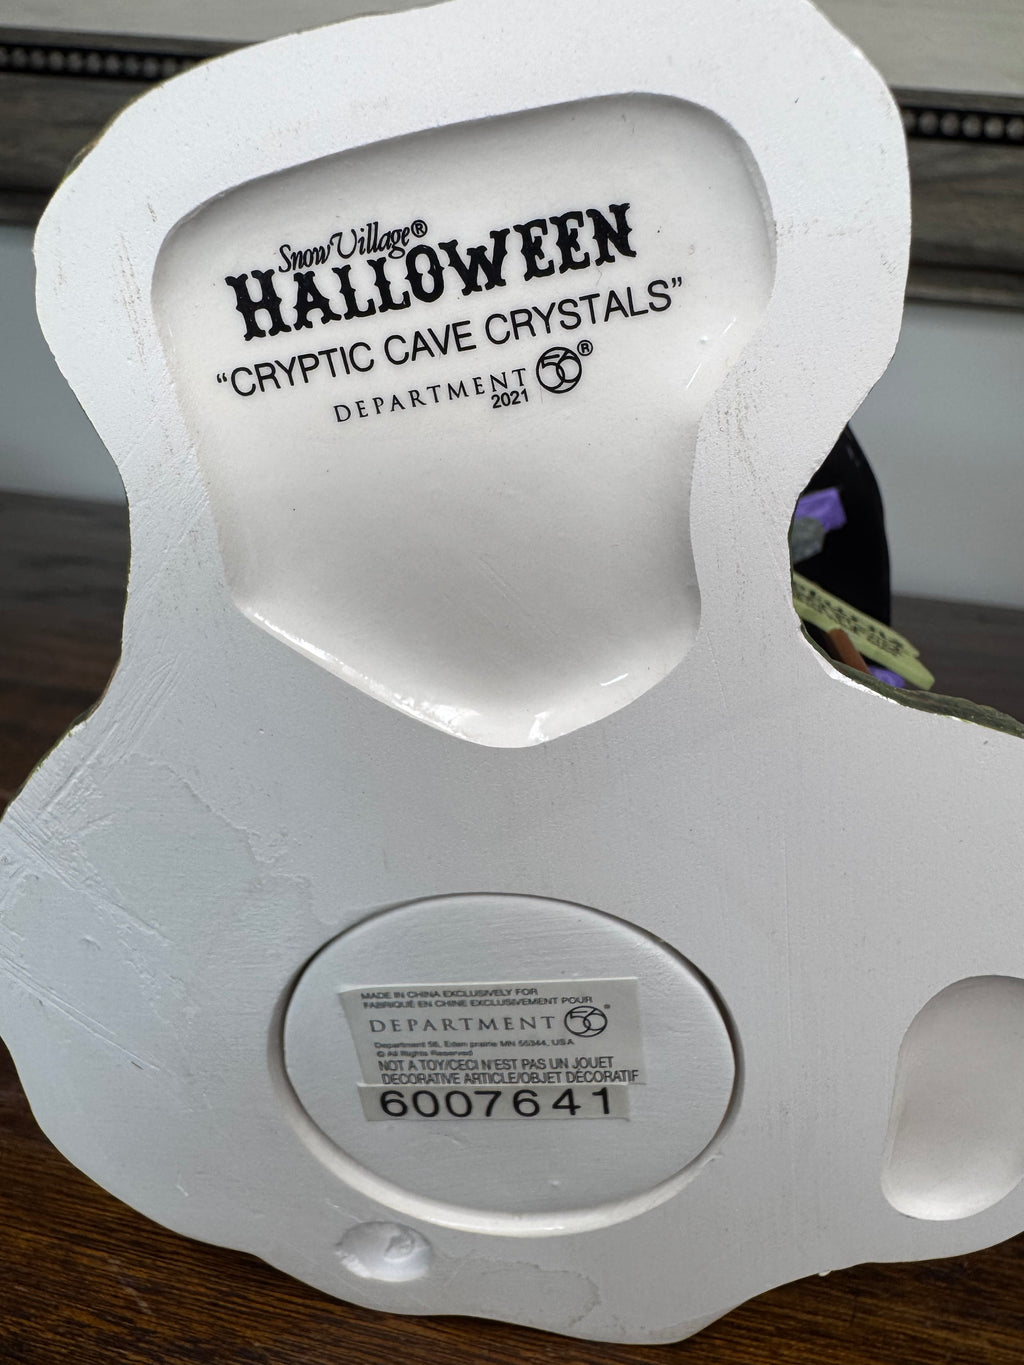 Snow Village®
HALLOWEEN
“CRYPTIC CAVE CRYSTALS”
DEPARTMENT 56®
2021
MADE IN CHINA EXCLUSIVELY FOR
FABRIQUÉ EN CHINE EXCLUSIVEMENT POUR
DEPARTMENT 56®
Department 56, Eden prairie MN 55344, USA
© All Rights Reserved
NOT A TOY/CECI N'EST PAS UN JOUET
DECORATIVE ARTICLE/OBJET DÉCORATIF
6007641